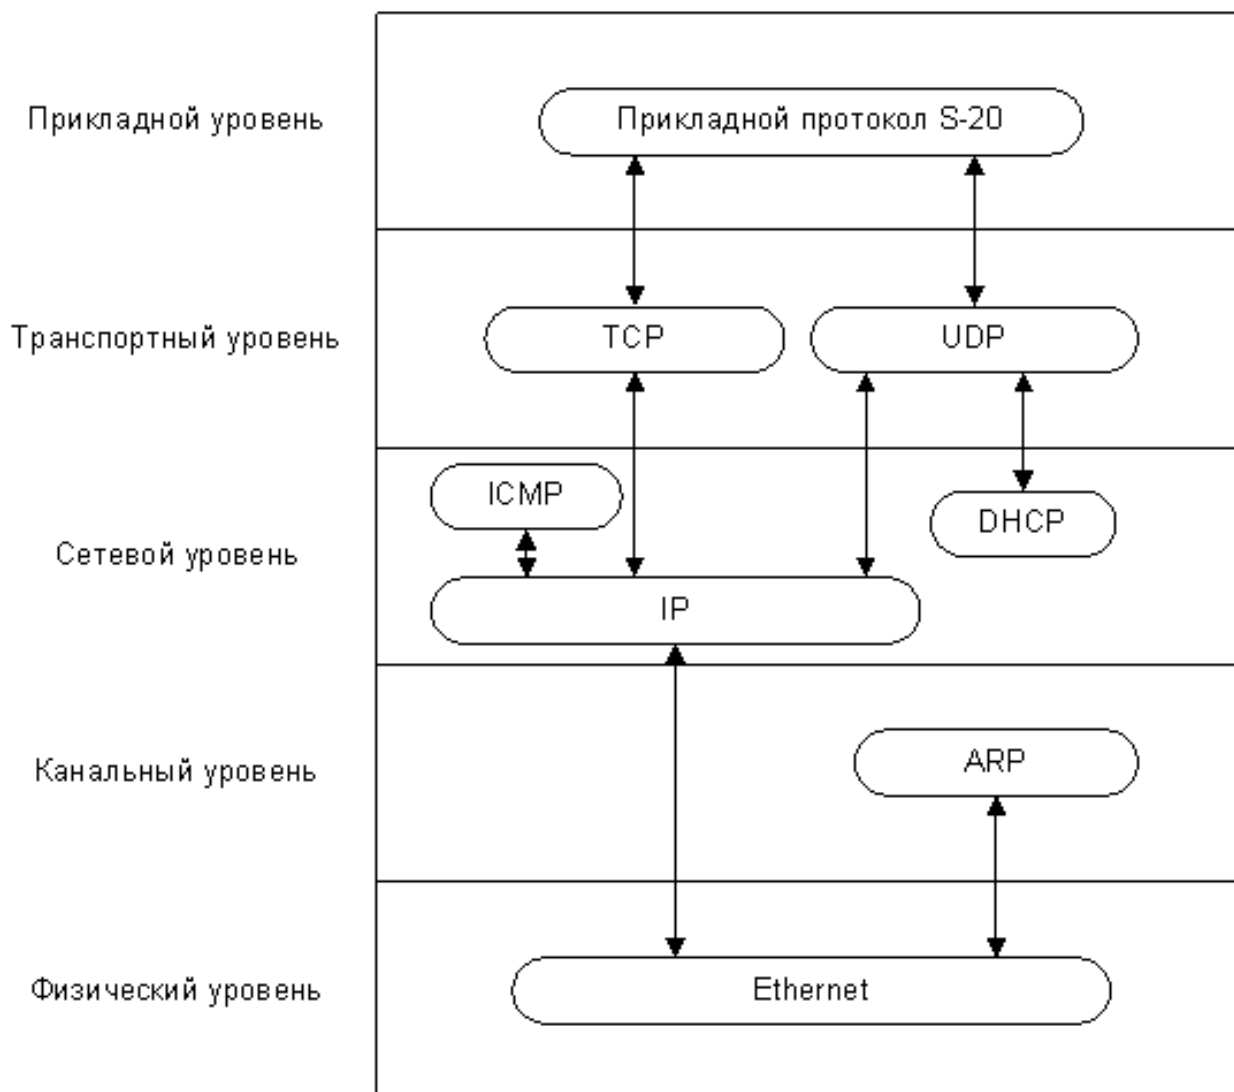 Прикладной уровень
Прикладной протокол S-20
Транспортный уровень
TCP
UDP
ICMP
DHCP
Сетевой уровень
IP
Канальный уровень
ARP
Физический уровень
Ethernet